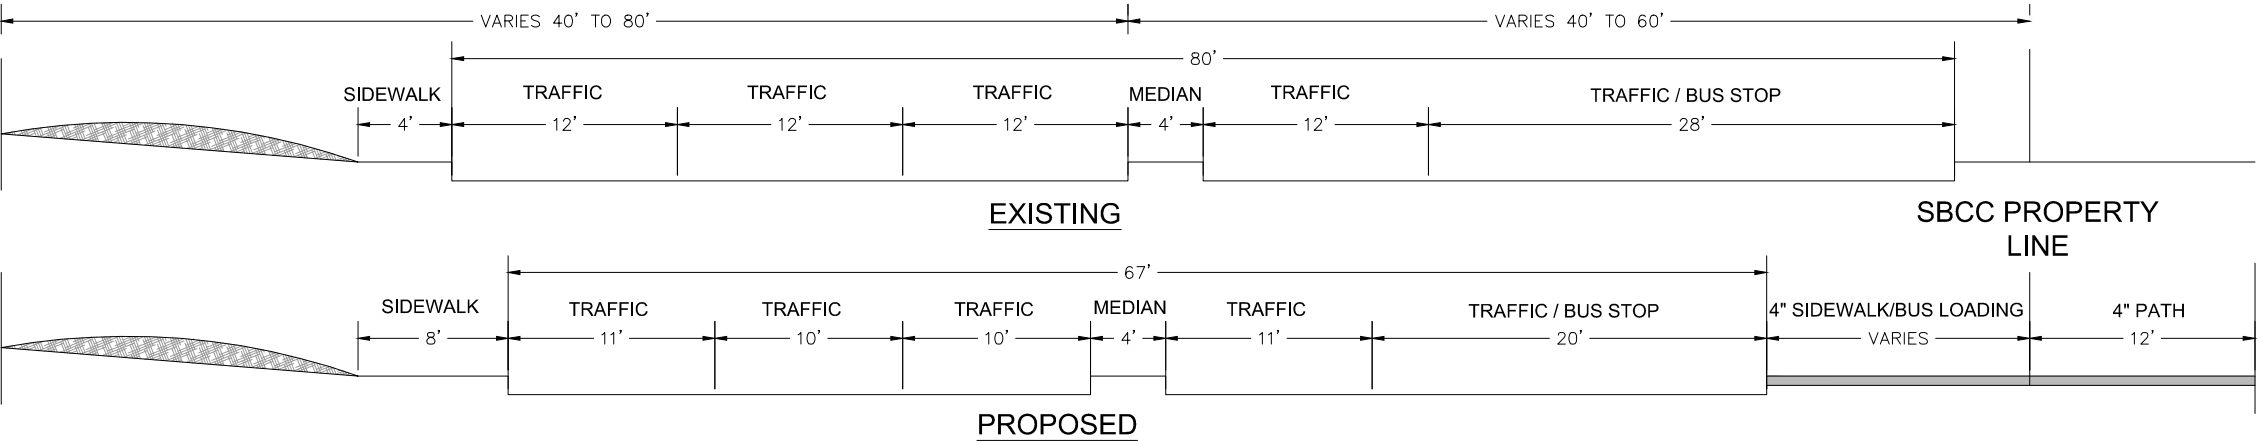 VARIES 40' TO 80' VARIES 40' TO 60'
80'
SIDEWALK TRAFFIC TRAFFIC TRAFFIC MEDIAN TRAFFIC TRAFFIC / BUS STOP
4' 12' 12' 12' 4' 12' 28'
EXISTING
SBCC PROPERTY
LINE
67'
SIDEWALK TRAFFIC TRAFFIC TRAFFIC MEDIAN TRAFFIC TRAFFIC / BUS STOP 4" SIDEWALK/BUS LOADING 4" PATH
8' 11' 10' 10' 4' 11' 20' VARIES 12'
PROPOSED